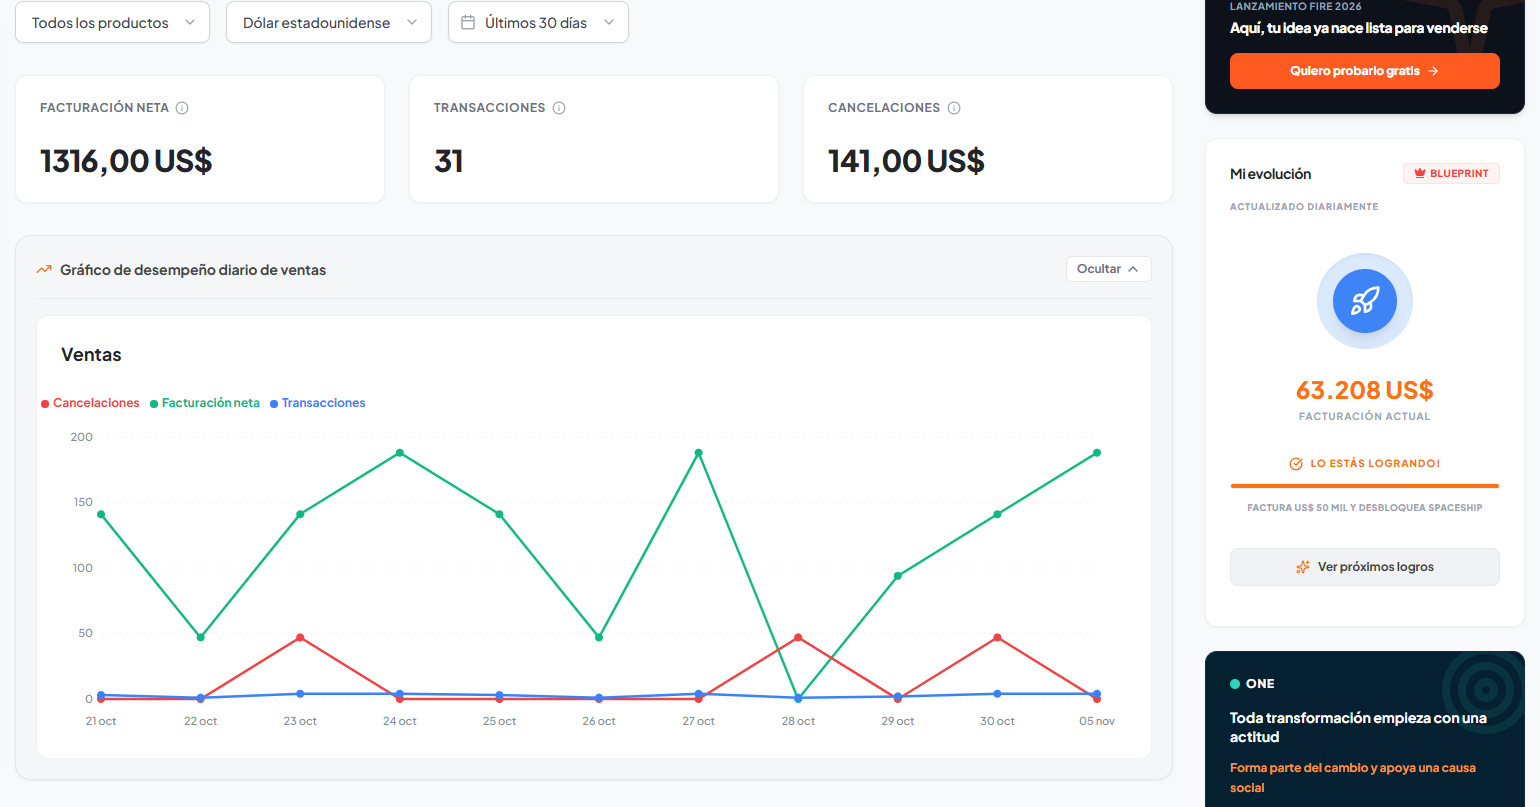 Todos los productos
Dólar estadounidense
Últimos 30 días
FACTURACIÓN NETA
1316,00 US$
TRANSACCIONES
31
CANCELACIONES
141,00 US$
Gráfico de desempeño diario de ventas
Ocultar
Ventas
Cancelaciones
Facturación neta
Transacciones
200
150
100
50
0
21 oct
22 oct
23 oct
24 oct
25 oct
26 oct
27 oct
28 oct
29 oct
30 oct
05 nov
LANZAMIENTO FIRE 2026
Aquí, tu idea ya nace lista para venderse
Quiero probarlo gratis →
Mi evolución
BLUEPRINT
ACTUALIZADO DIARIAMENTE
63.208 US$
FACTURACIÓN ACTUAL
LO ESTÁS LOGRANDO!
FACTURA US$ 50 MIL Y DESBLOQUEA SPACESHIP
Ver próximos logros
ONE
Toda transformación empieza con una
actitud
Forma parte del cambio y apoya una causa
social